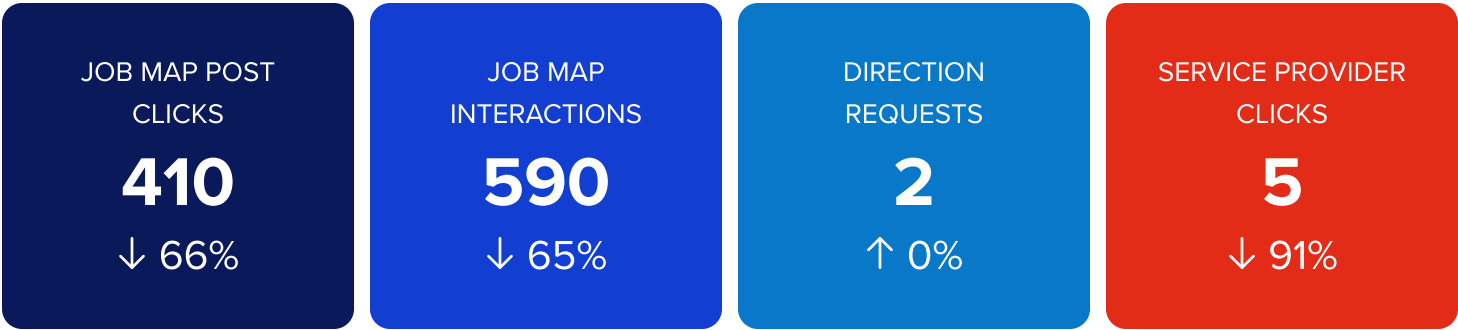 JOB MAP POST
CLICKS
410
↓ 66%
JOB MAP
INTERACTIONS
590
↓ 65%
DIRECTION
REQUESTS
2
↑ 0%
SERVICE PROVIDER
CLICKS
5
↓ 91%